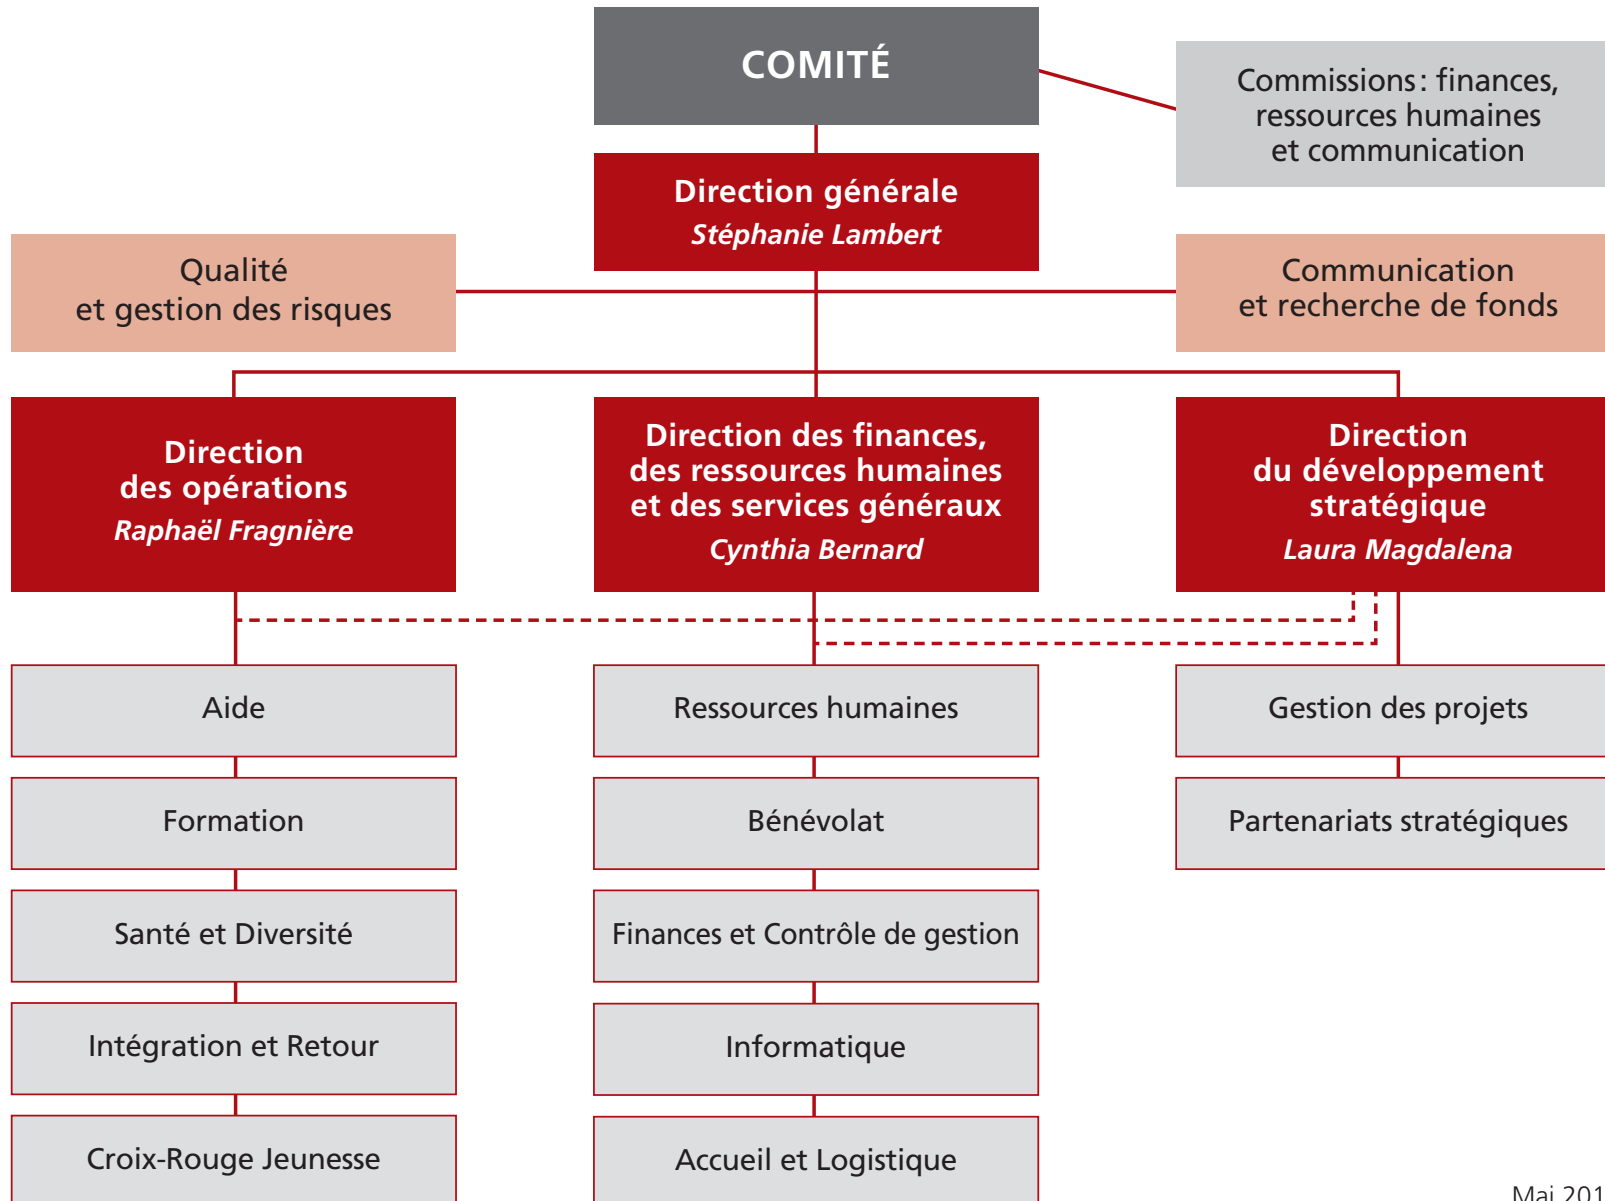 COMITÉ
Commissions : finances,
ressources humaines
et communication
Direction générale
Stéphanie Lambert
Qualité
et gestion des risques
Communication
et recherche de fonds
Direction
des opérations
Raphaël Fragnière
Direction des finances,
des ressources humaines
et des services généraux
Cynthia Bernard
Direction
du développement
stratégique
Laura Magdalena
Aide
Ressources humaines
Gestion des projets
Formation
Bénévolat
Partenariats stratégiques
Santé et Diversité
Finances et Contrôle de gestion
Intégration et Retour
Informatique
Croix-Rouge Jeunesse
Accueil et Logistique
Mai